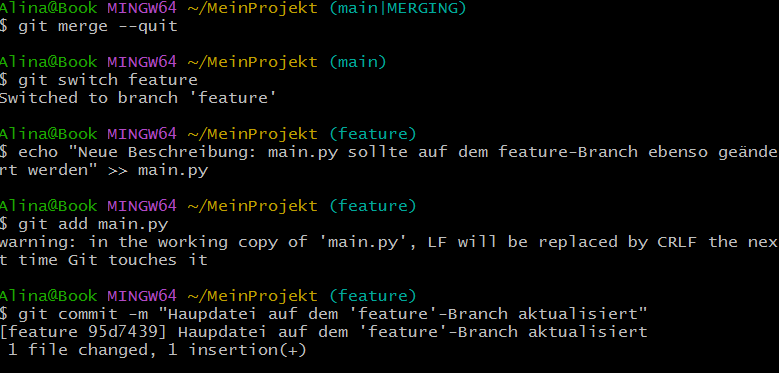 Alina@Book MINGW64 ~/MeinProjekt (main|MERGING)
$ git merge --quit
Alina@Book MINGW64 ~/MeinProjekt (main)
$ git switch feature
Switched to branch 'feature'
Alina@Book MINGW64 ~/MeinProjekt (feature)
$ echo "Neue Beschreibung: main.py sollte auf dem feature-Branch ebenso geände
rt werden" >> main.py
Alina@Book MINGW64 ~/MeinProjekt (feature)
$ git add main.py
warning: in the working copy of 'main.py', LF will be replaced by CRLF the nex
t time Git touches it
Alina@Book MINGW64 ~/MeinProjekt (feature)
$ git commit -m "Haupdatei auf dem 'feature'-Branch aktualisiert"
[feature 95d7439] Haupdatei auf dem 'feature'-Branch aktualisiert
1 file changed, 1 insertion(+)